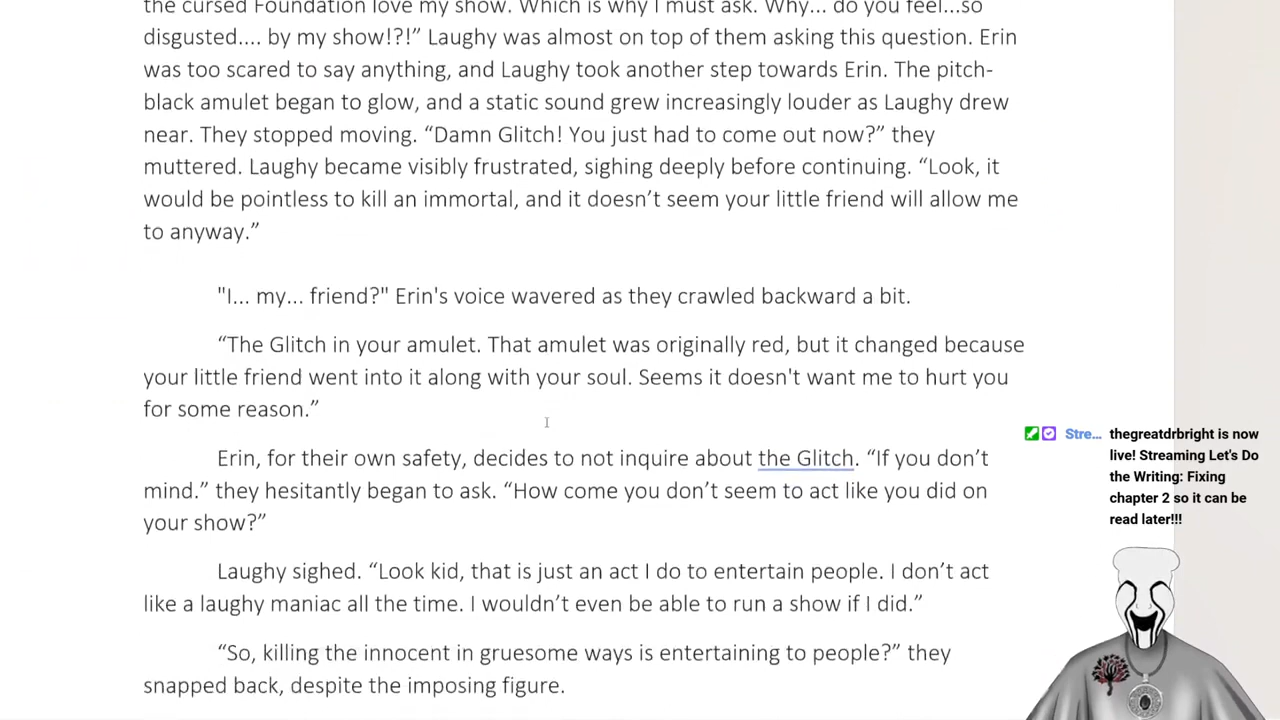 the cursed Foundation love my show. Which is why I must ask. Why... do you feel...so
disgusted.... by my show!?!” Laughy was almost on top of them asking this question. Erin
was too scared to say anything, and Laughy took another step towards Erin. The pitch-
black amulet began to glow, and a static sound grew increasingly louder as Laughy drew
near. They stopped moving. “Damn Glitch! You just had to come out now?” they
muttered. Laughy became visibly frustrated, sighing deeply before continuing. “Look, it
would be pointless to kill an immortal, and it doesn’t seem your little friend will allow me
to anyway.”
"I... my... friend?" Erin's voice wavered as they crawled backward a bit.
“The Glitch in your amulet. That amulet was originally red, but it changed because
your little friend went into it along with your soul. Seems it doesn't want me to hurt you
for some reason.”
Erin, for their own safety, decides to not inquire about the Glitch. “If you don’t
mind.” they hesitantly began to ask. “How come you don’t seem to act like you did on
your show?”
Laughy sighed. “Look kid, that is just an act I do to entertain people. I don’t act
like a laughy maniac all the time. I wouldn’t even be able to run a show if I did.”
“So, killing the innocent in gruesome ways is entertaining to people?” they
snapped back, despite the imposing figure.
Stre... thegreatdrbright is now
live! Streaming Let's Do
the Writing: Fixing
chapter 2 so it can be
read later!!!